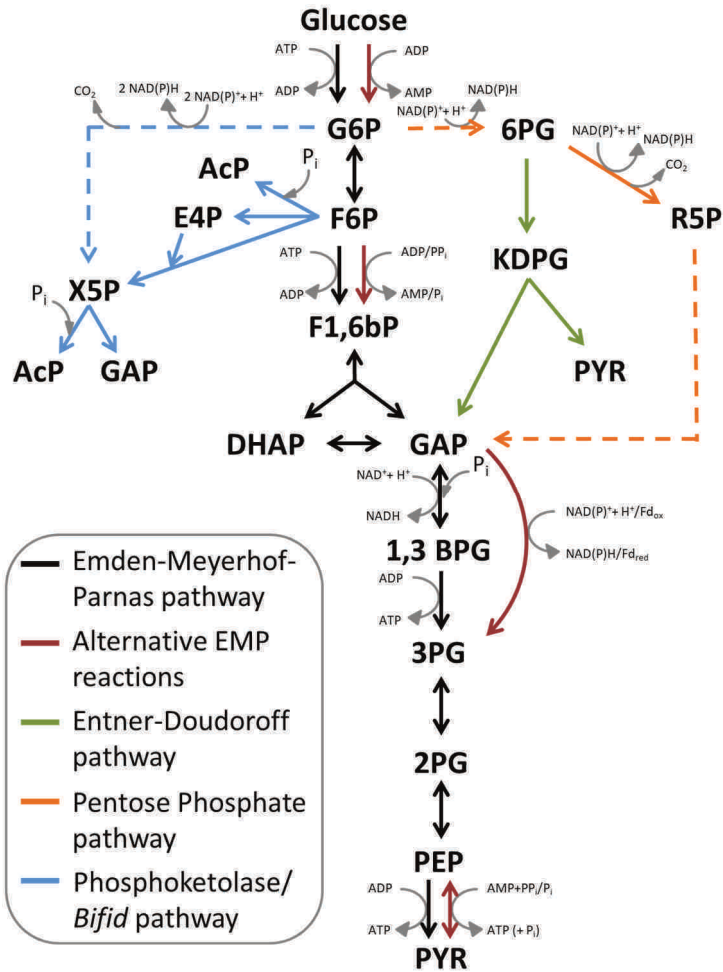 Glucose
ATP
ADP
ADP
AMP
CO₂
2 NAD(P)H
2 NAD(P)⁺+ H⁺
NAD(P)⁺+ H⁺
NAD(P)H
G6P
6PG
NAD(P)⁺+ H⁺
NAD(P)H
CO₂
AcP
Pᵢ
E4P
F6P
R5P
ATP
ADP
ADP/PPᵢ
AMP/Pᵢ
KDPG
X5P
Pᵢ
F1,6bP
AcP
GAP
PYR
DHAP
GAP
NAD⁺+ H⁺
Pᵢ
NADH
NAD(P)⁺+ H⁺/Fdₒₓ
NAD(P)H/Fd_red
1,3 BPG
ADP
ATP
3PG
2PG
PEP
ADP
ATP
AMP+PPᵢ/Pᵢ
ATP (+ Pᵢ)
PYR
Emden-Meyerhof-
Parnas pathway
Alternative EMP
reactions
Entner-Doudoroff
pathway
Pentose Phosphate
pathway
Phosphoketolase/
Bifid pathway